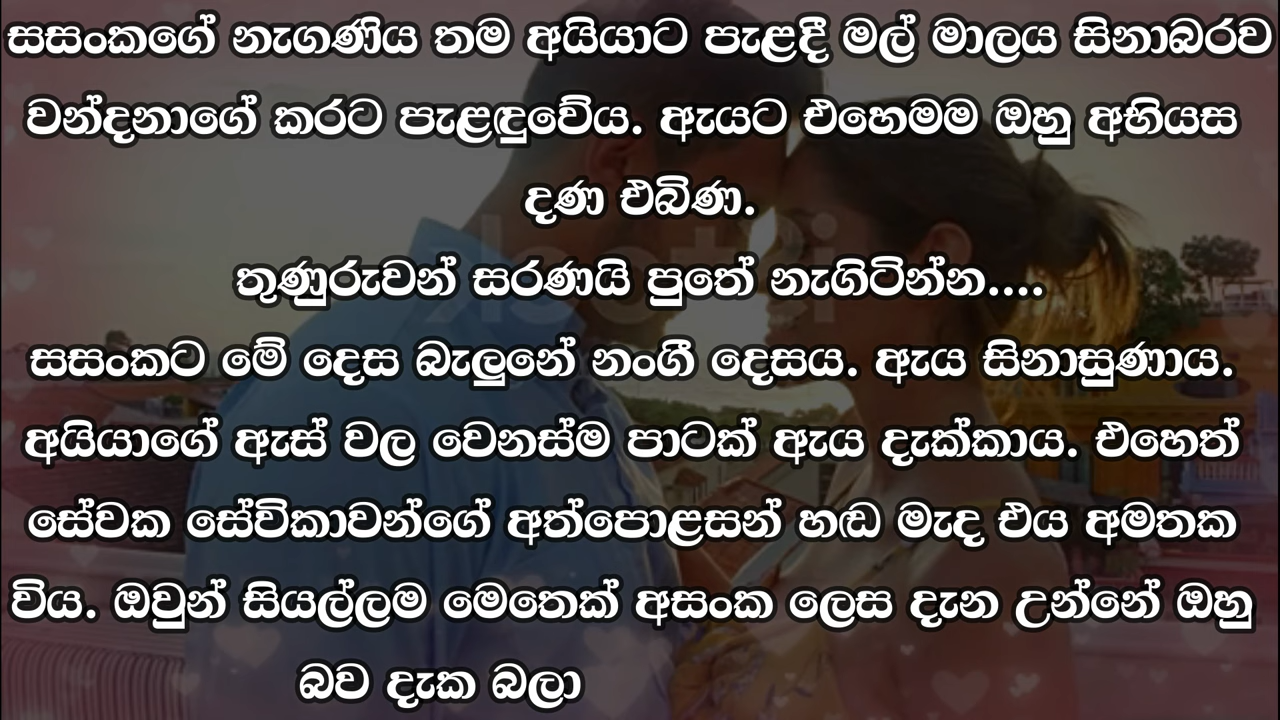 සසංකගේ නැගණිය තම අයියාට පැළදී මල් මාලය සිනාබරව
වන්දනාගේ කරට පැළඳුවේය. ඇයට එහෙමම ඔහු අභියස
දණ එබිණ.
තුණුරුවන් සරණයි පුතේ නැගිටින්න....
සසංකට මේ දෙස බැලුනේ නංගී දෙසය. ඇය සිනාසුණාය.
අයියාගේ ඇස් වල වෙනස්ම පාටක් ඇය දැක්කාය. එහෙත්
සේවක සේවිකාවන්ගේ අත්පොළසන් හඬ මැද එය අමතක
විය. ඔවුන් සියල්ලම මෙතෙක් අසංක ලෙස දැන උන්නේ ඔහු
බව දැක බලා